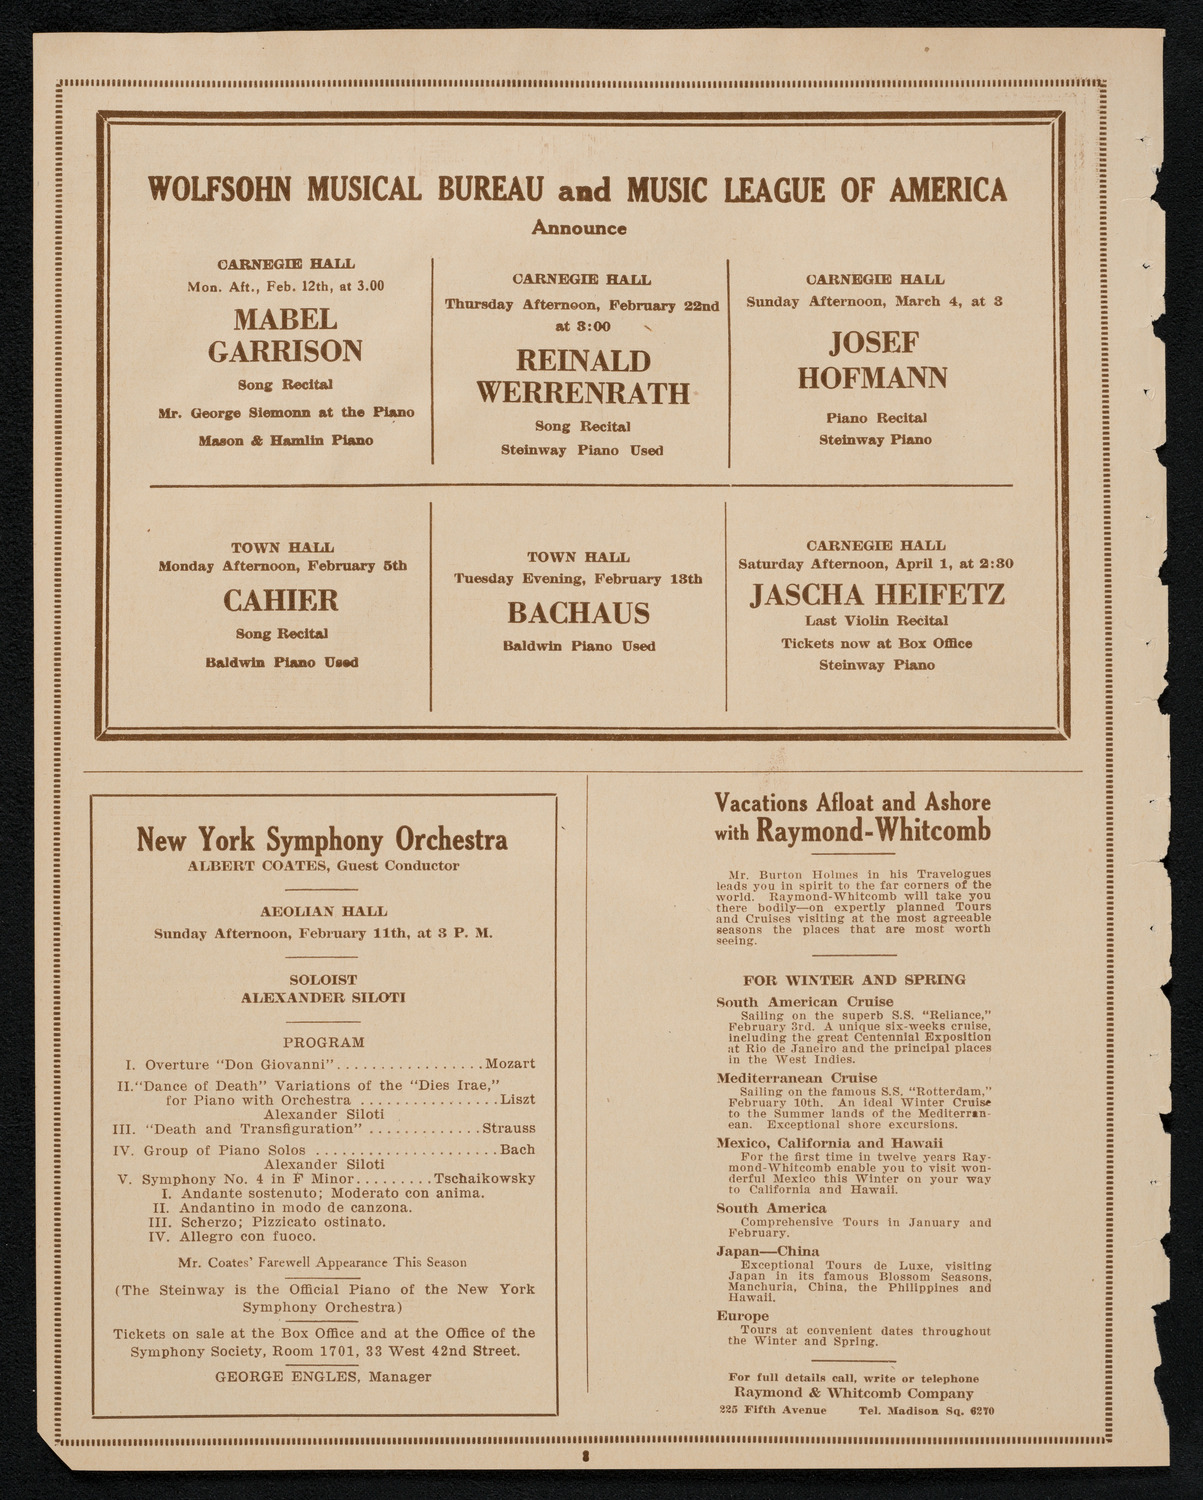 WOLFSOHN MUSICAL BUREAU and MUSIC LEAGUE OF AMERICA
Announce
CARNEGIE HALL
Mon. Aft., Feb. 12th, at 3.00
MABEL
GARRISON
Song Recital
Mr. George Siemonn at the Piano
Mason & Hamlin Piano
CARNEGIE HALL
Thursday Afternoon, February 22nd
at 3:00
REINALD
WERRENRATH
Song Recital
Steinway Piano Used
CARNEGIE HALL
Sunday Afternoon, March 4, at 3
JOSEF
HOFMANN
Piano Recital
Steinway Piano
TOWN HALL
Monday Afternoon, February 5th
CAHIER
Song Recital
Baldwin Piano Used
TOWN HALL
Tuesday Evening, February 13th
BACHAUS
Baldwin Piano Used
CARNEGIE HALL
Saturday Afternoon, April 1, at 2:30
JASCHA HEIFETZ
Last Violin Recital
Tickets now at Box Office
Steinway Piano
New York Symphony Orchestra
ALBERT COATES, Guest Conductor
AEOLIAN HALL
Sunday Afternoon, February 11th, at 3 P. M.
SOLOIST
ALEXANDER SILOTI
PROGRAM
I. Overture "Don Giovanni".................Mozart
II."Dance of Death" Variations of the "Dies Irae,"
for Piano with Orchestra ................Liszt
Alexander Siloti
III. "Death and Transfiguration" .............Strauss
IV. Group of Piano Solos .....................Bach
Alexander Siloti
V. Symphony No. 4 in F Minor.........Tschaikowsky
I. Andante sostenuto; Moderato con anima.
II. Andantino in modo de canzona.
III. Scherzo; Pizzicato ostinato.
IV. Allegro con fuoco.
Mr. Coates' Farewell Appearance This Season
(The Steinway is the Official Piano of the New York
Symphony Orchestra)
Tickets on sale at the Box Office and at the Office of the
Symphony Society, Room 1701, 33 West 42nd Street.
GEORGE ENGLES, Manager
Vacations Afloat and Ashore
with Raymond-Whitcomb
Mr. Burton Holmes in his Travelogues
leads you in spirit to the far corners of the
world. Raymond-Whitcomb will take you
there bodily—on expertly planned Tours
and Cruises visiting at the most agreeable
seasons the places that are most worth
seeing.
FOR WINTER AND SPRING
South American Cruise
Sailing on the superb S.S. "Reliance,"
February 3rd. A unique six-weeks cruise,
including the great Centennial Exposition
at Rio de Janeiro and the principal places
in the West Indies.
Mediterranean Cruise
Sailing on the famous S.S. "Rotterdam,"
February 10th. An ideal Winter Cruise
to the Summer lands of the Mediterran-
ean. Exceptional shore excursions.
Mexico, California and Hawaii
For the first time in twelve years Ray-
mond-Whitcomb enable you to visit won-
derful Mexico this Winter on your way
to California and Hawaii.
South America
Comprehensive Tours in January and
February.
Japan—China
Exceptional Tours de Luxe, visiting
Japan in its famous Blossom Seasons,
Manchuria, China, the Philippines and
Hawaii.
Europe
Tours at convenient dates throughout
the Winter and Spring.
For full details call, write or telephone
Raymond & Whitcomb Company
225 Fifth Avenue Tel. Madison Sq. 6270
8